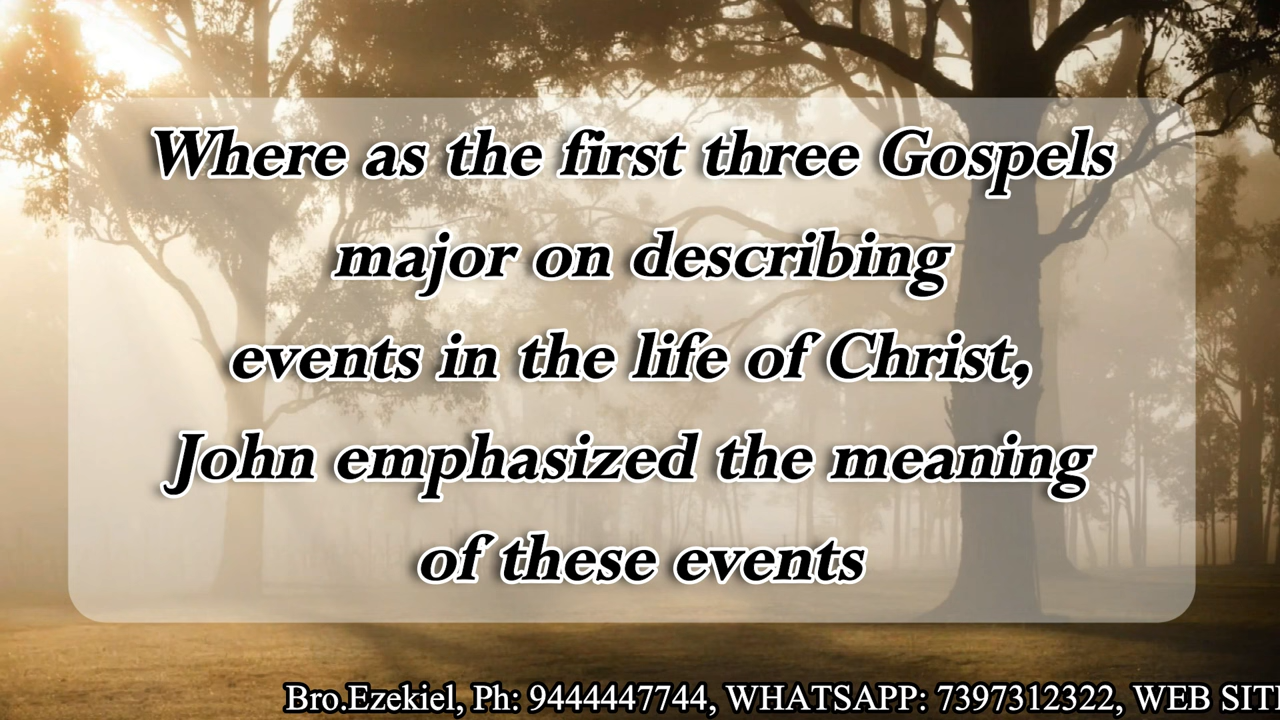 Where as the first three Gospels
major on describing
events in the life of Christ,
John emphasized the meaning
of these events
Bro.Ezekiel, Ph: 9444447744, WHATSAPP: 7397312322, WEB SIT